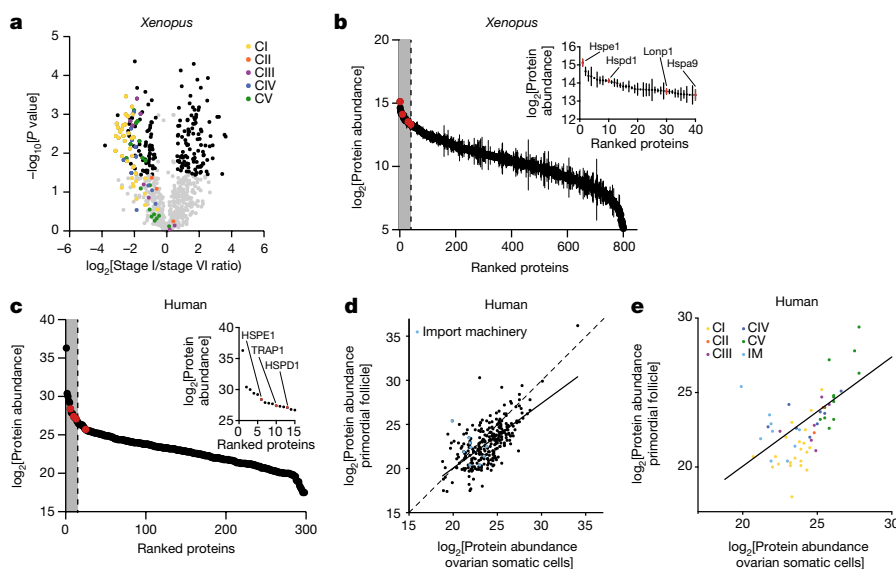 a
Xenopus
5
4
3
2
1
0
−6
−4
−2
0
2
4
6
–log10[P value]
log2[Stage I/stage VI ratio)
CI
CII
CIII
CIV
CV
b
Xenopus
20
15
10
5
0
200
400
600
800
log2[Protein abundance]
Ranked proteins
16
15
14
13
12
0
10
20
30
40
log2[Protein
abundance]
Ranked proteins
Hspe1
Hspd1
Lonp1
Hspa9
c
Human
40
35
30
25
20
15
0
100
200
300
log2[Protein abundance]
Ranked proteins
40
35
30
25
1
5
10
15
log2[Protein
abundance]
Ranked proteins
HSPE1
TRAP1
HSPD1
d
Human
35
30
25
20
15
15
20
25
30
35
log2[Protein abundance
primordial follicle]
log2[Protein abundance
ovarian somatic cells]
Import machinery
e
Human
30
25
20
20
25
30
log2[Protein abundance
primordial follicle]
log2[Protein abundance
ovarian somatic cells]
CI
CII
CIII
CIV
CV
IM